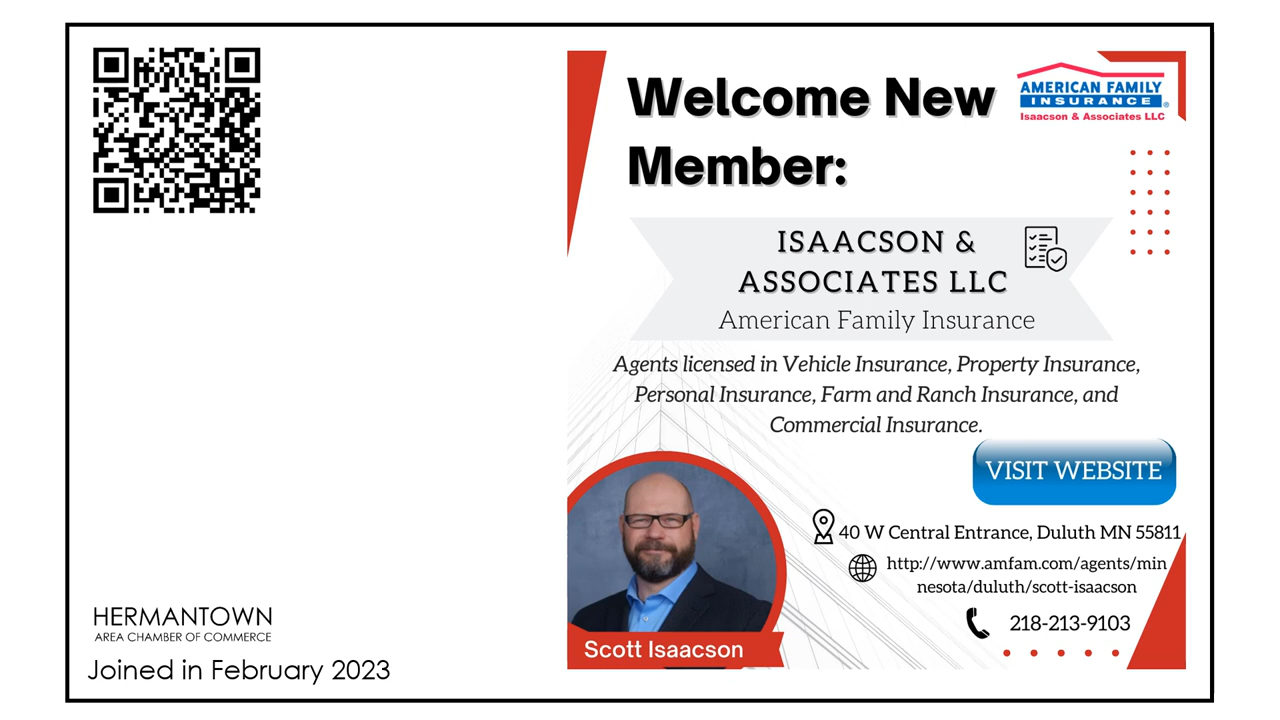 Welcome New
Member:
AMERICAN FAMILY
INSURANCE®
Isaacson & Associates LLC
ISAACSON &
ASSOCIATES LLC
American Family Insurance
Agents licensed in Vehicle Insurance, Property Insurance,
Personal Insurance, Farm and Ranch Insurance, and
Commercial Insurance.
VISIT WEBSITE
40 W Central Entrance, Duluth MN 55811
http://www.amfam.com/agents/min
nesota/duluth/scott-isaacson
218-213-9103
Scott Isaacson
HERMANTOWN
AREA CHAMBER OF COMMERCE
Joined in February 2023